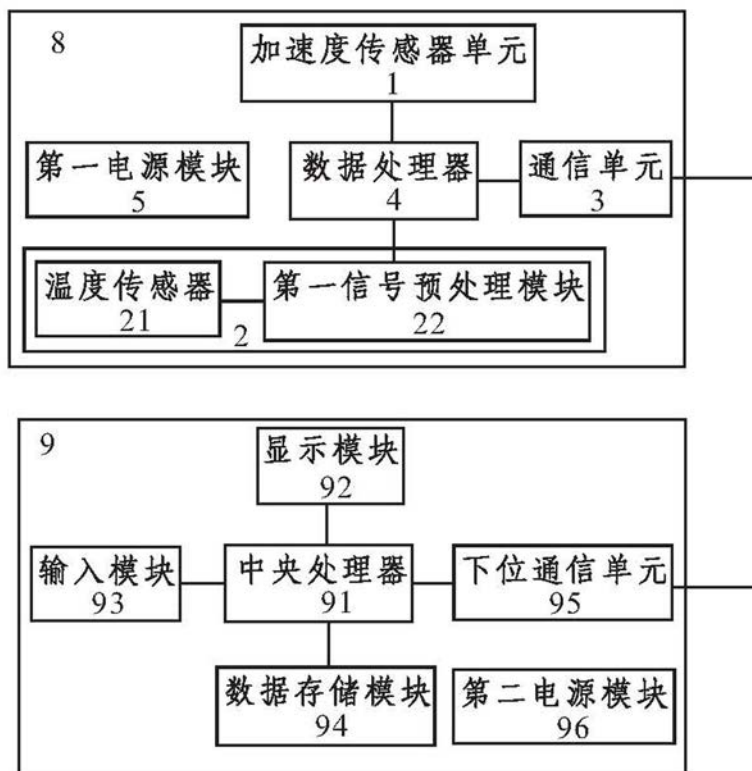 8
加速度传感器单元
1
第一电源模块
5
数据处理器
4
通信单元
3
温度传感器
21
2
第一信号预处理模块
22
9
显示模块
92
输入模块
93
中央处理器
91
下位通信单元
95
数据存储模块
94
第二电源模块
96